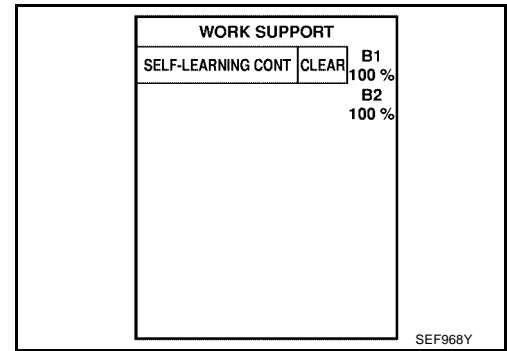 WORK SUPPORT
SELF-LEARNING CONT CLEAR B1
100 %
B2
100 %
SEF968Y